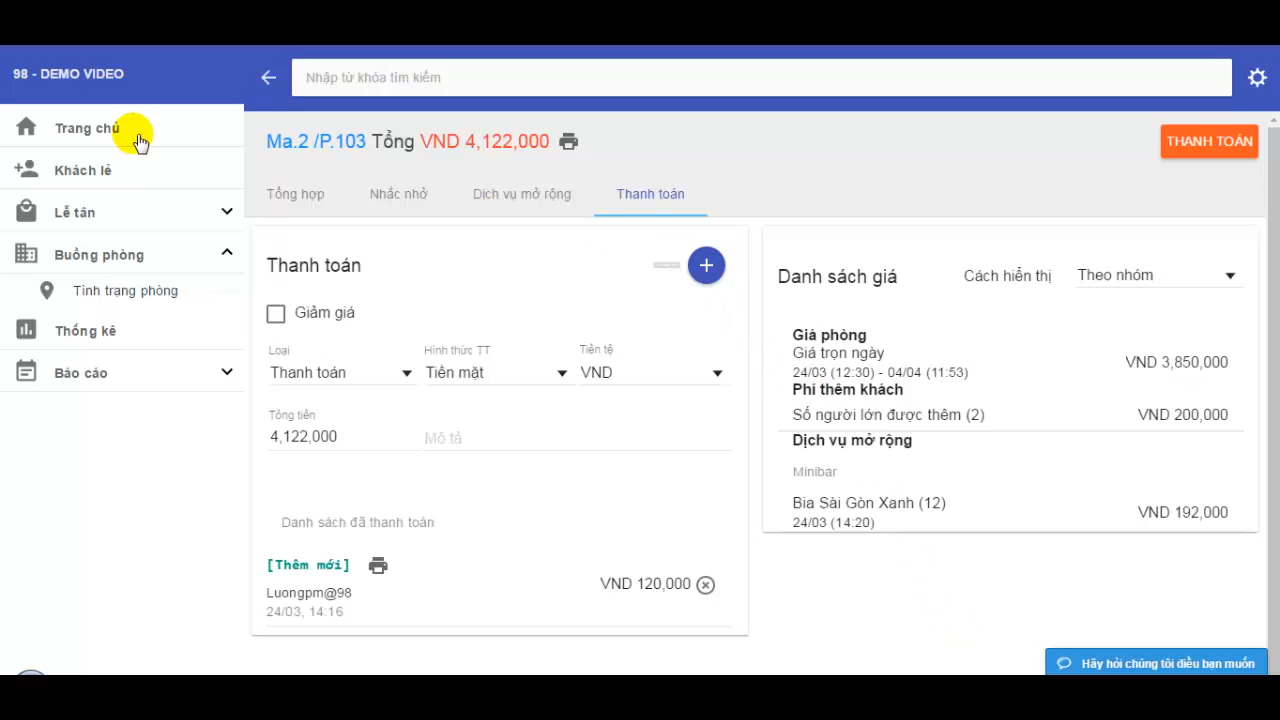 98 - DEMO VIDEO
Nhập từ khóa tìm kiếm
Trang chủ
Khách lẻ
Lễ tân
Buồng phòng
Tình trạng phòng
Thống kê
Báo cáo
Ma.2 /P.103 Tổng VND 4,122,000
THANH TOÁN
Tổng hợp
Nhắc nhở
Dịch vụ mở rộng
Thanh toán
Thanh toán
Giảm giá
Loại
Hình thức TT
Tiền tệ
Thanh toán
Tiền mặt
VND
Tổng tiền
4,122,000
Mô tả
Danh sách đã thanh toán
[Thêm mới]
Luongpm@98
24/03, 14:16
VND 120,000
Danh sách giá
Cách hiển thị
Theo nhóm
Giá phòng
Giá trọn ngày
24/03 (12:30) - 04/04 (11:53)
VND 3,850,000
Phí thêm khách
Số người lớn được thêm (2)
VND 200,000
Dịch vụ mở rộng
Minibar
Bia Sài Gòn Xanh (12)
24/03 (14:20)
VND 192,000
Hãy hỏi chúng tôi điều bạn muốn